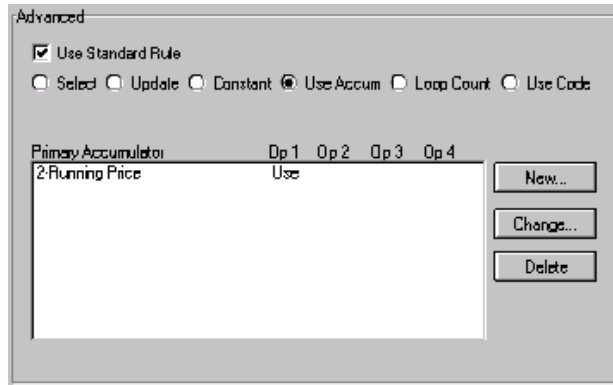 Advanced
Use Standard Rule
Select Update Constant Use Accum Loop Count Use Code
Primary Accumulator Op 1 Op 2 Op 3 Op 4
2-Running Price Use
New...
Change...
Delete